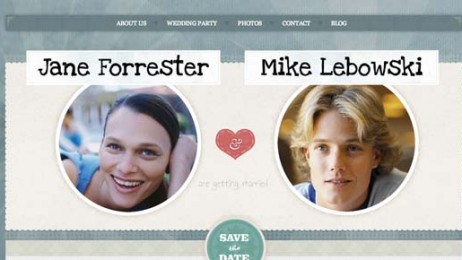 ABOUT US WEDDING PARTY PHOTOS CONTACT BLOG
Jane Forrester Mike Lebowski
&
are getting married
SAVE
the
DATE